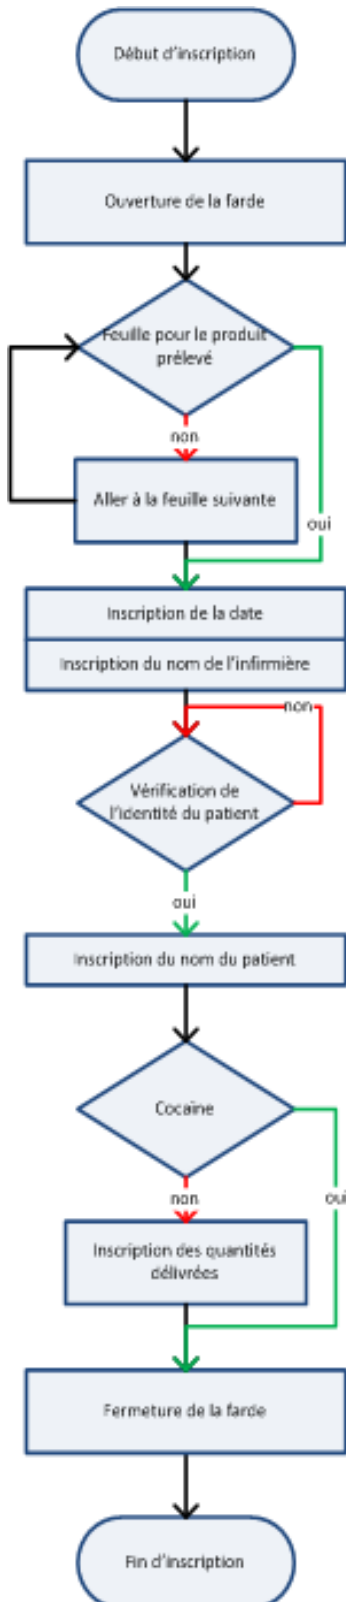 Début d'inscription
Ouverture de la farde
Feuille pour le produit
prélevé
non
Aller à la feuille suivante
oui
Inscription de la date
Inscription du nom de l'infirmière
non
Vérification de
l'identité du patient
oui
Inscription du nom du patient
Cocaïne
oui
non
Inscription des quantités
délivrées
Fermeture de la farde
Fin d'inscription